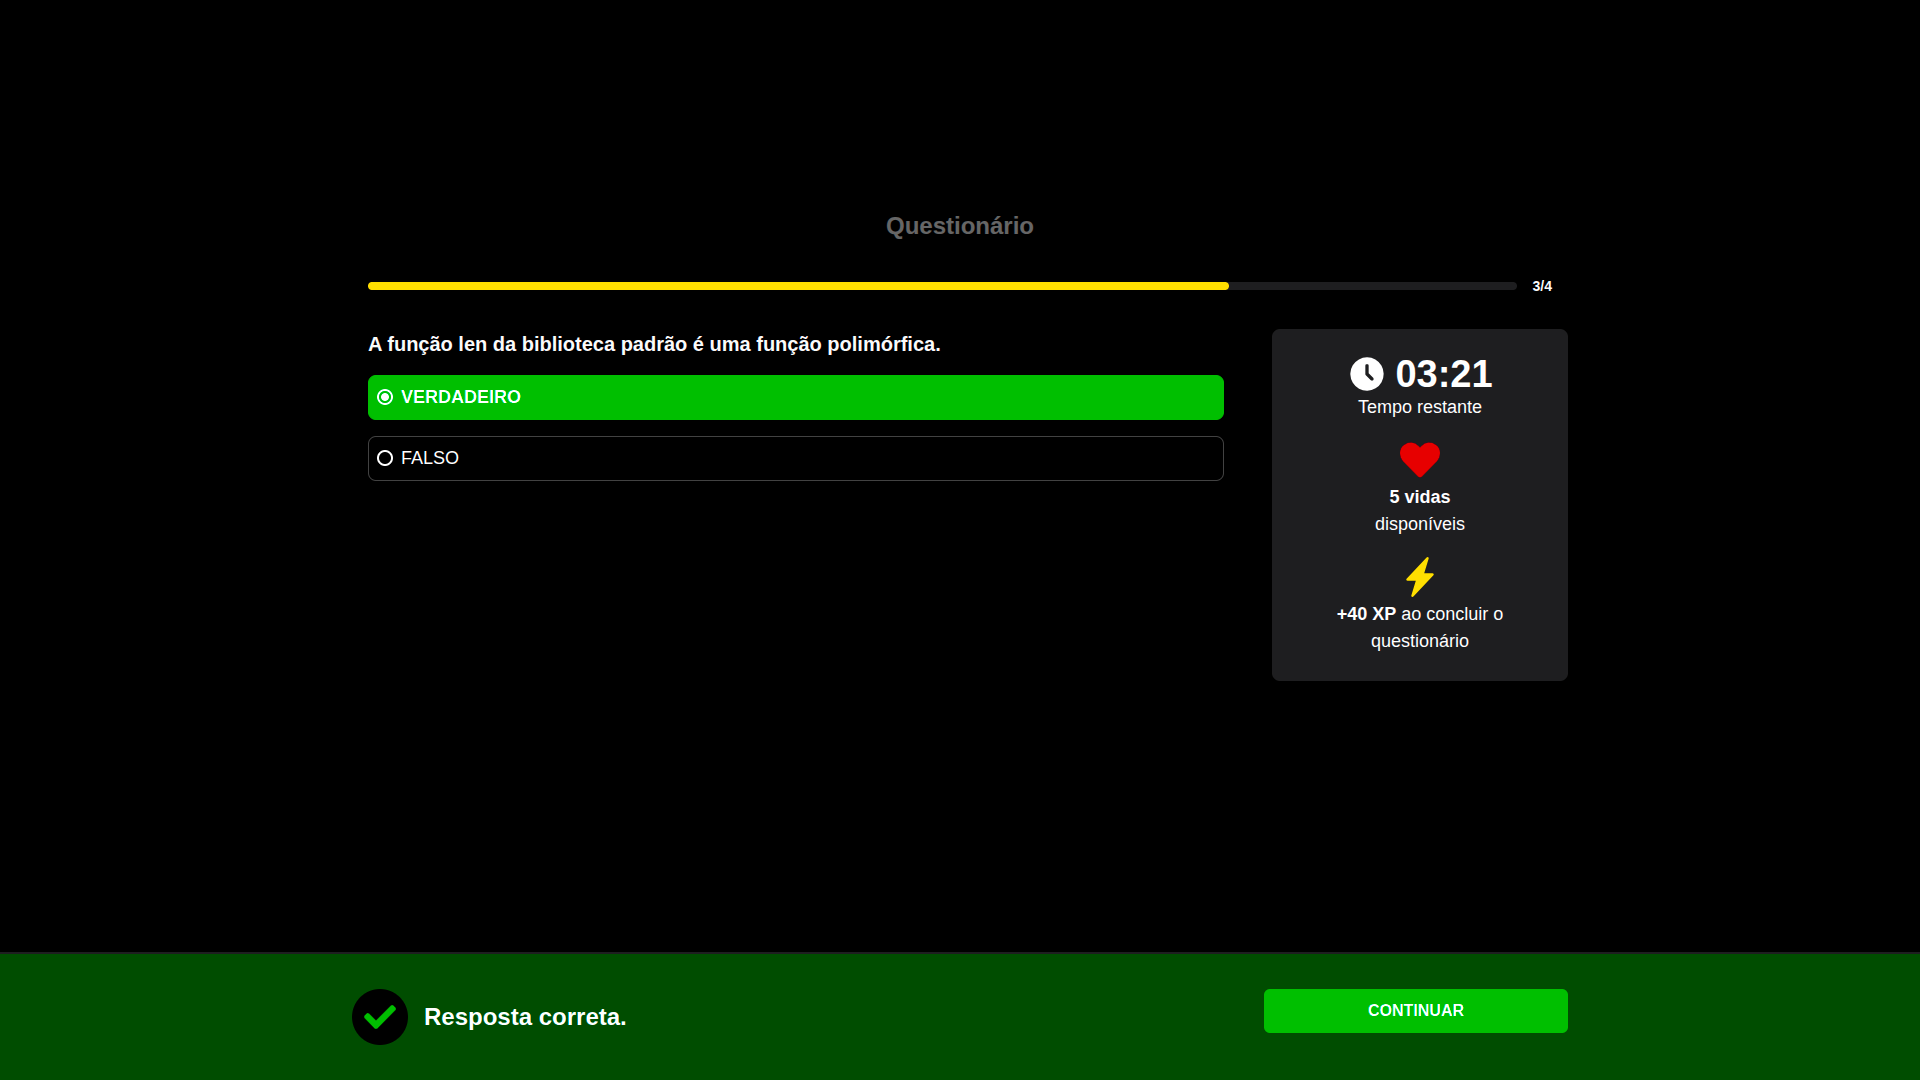 Questionário
3/4
A função len da biblioteca padrão é uma função polimórfica.
VERDADEIRO
FALSO
03:21
Tempo restante
5 vidas
disponíveis
+40 XP ao concluir o
questionário
Resposta correta.
CONTINUAR